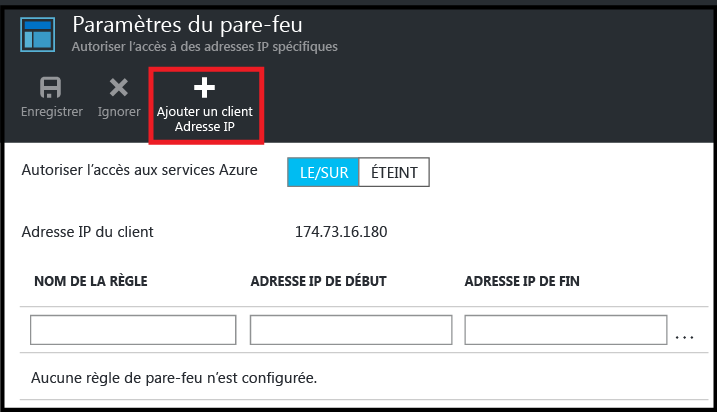 Paramètres du pare-feu
Autoriser l'accès à des adresses IP spécifiques
Enregistrer
Ignorer
Ajouter un client
Adresse IP
Autoriser l'accès aux services Azure
LE/SUR
ÉTEINT
Adresse IP du client
174.73.16.180
NOM DE LA RÈGLE
ADRESSE IP DE DÉBUT
ADRESSE IP DE FIN
...
Aucune règle de pare-feu n'est configurée.